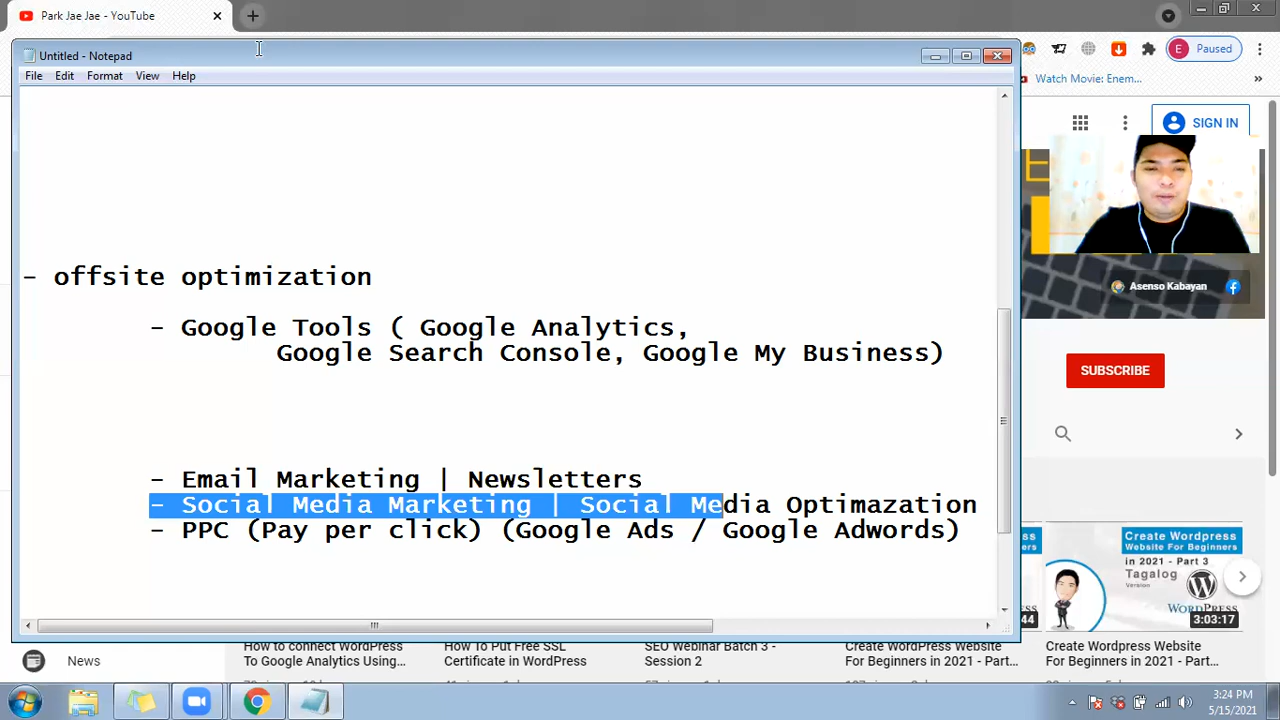 Park Jae Jae - YouTube
Untitled - Notepad
E Paused
File Edit Format View Help
Watch Movie: Enem...
SIGN IN
- offsite optimization
- Google Tools ( Google Analytics,
Google Search Console, Google My Business)
Asenso Kabayan
SUBSCRIBE
- Email Marketing | Newsletters
- Social Media Marketing | Social Media Optimazation
- PPC (Pay per click) (Google Ads / Google Adwords)
Create Wordpress
Website For Beginners
in 2021 - Part 3
Tagalog
Version
WORDPRESS
44
3:03:17
News
How to connect WordPress
To Google Analytics Using...
How To Put Free SSL
Certificate in WordPress
SEO Webinar Batch 3 -
Session 2
Create Wordpress Website
For Beginners in 2021 - Part...
Create Wordpress Website
For Beginners in 2021 - Part...
3:24 PM
5/15/2021